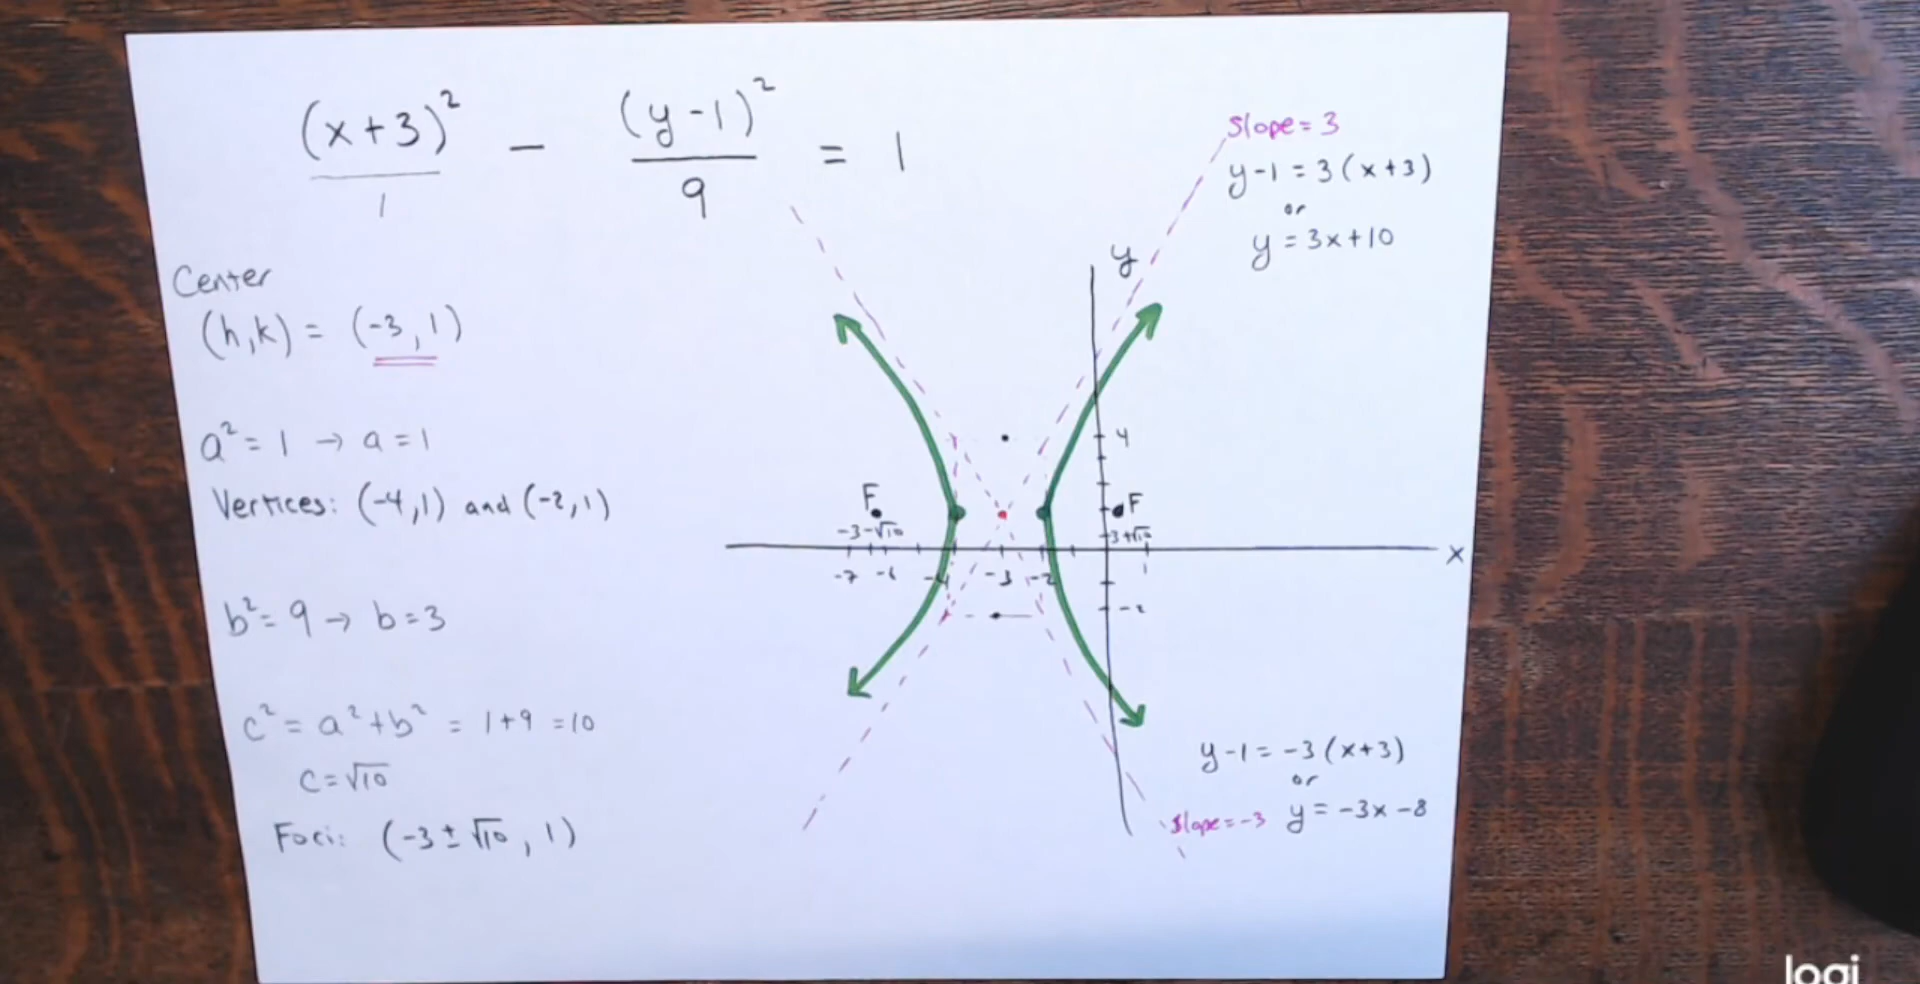 (x+3)² / 1 - (y-1)² / 9 = 1
Center
(h,k) = (-3,1)
a² = 1 → a = 1
Vertices: (-4,1) and (-2,1)
b² = 9 → b = 3
c² = a² + b² = 1+9 = 10
c = √10
Foci: (-3 ± √10, 1)
Slope = 3
y-1 = 3(x+3)
or
y = 3x+10
y
4
F
F
-3-√10
-3+√10
x
-7 -6 -4 -3 -2 1
-2
y-1 = -3(x+3)
or
Slope = -3 y = -3x-8
logi